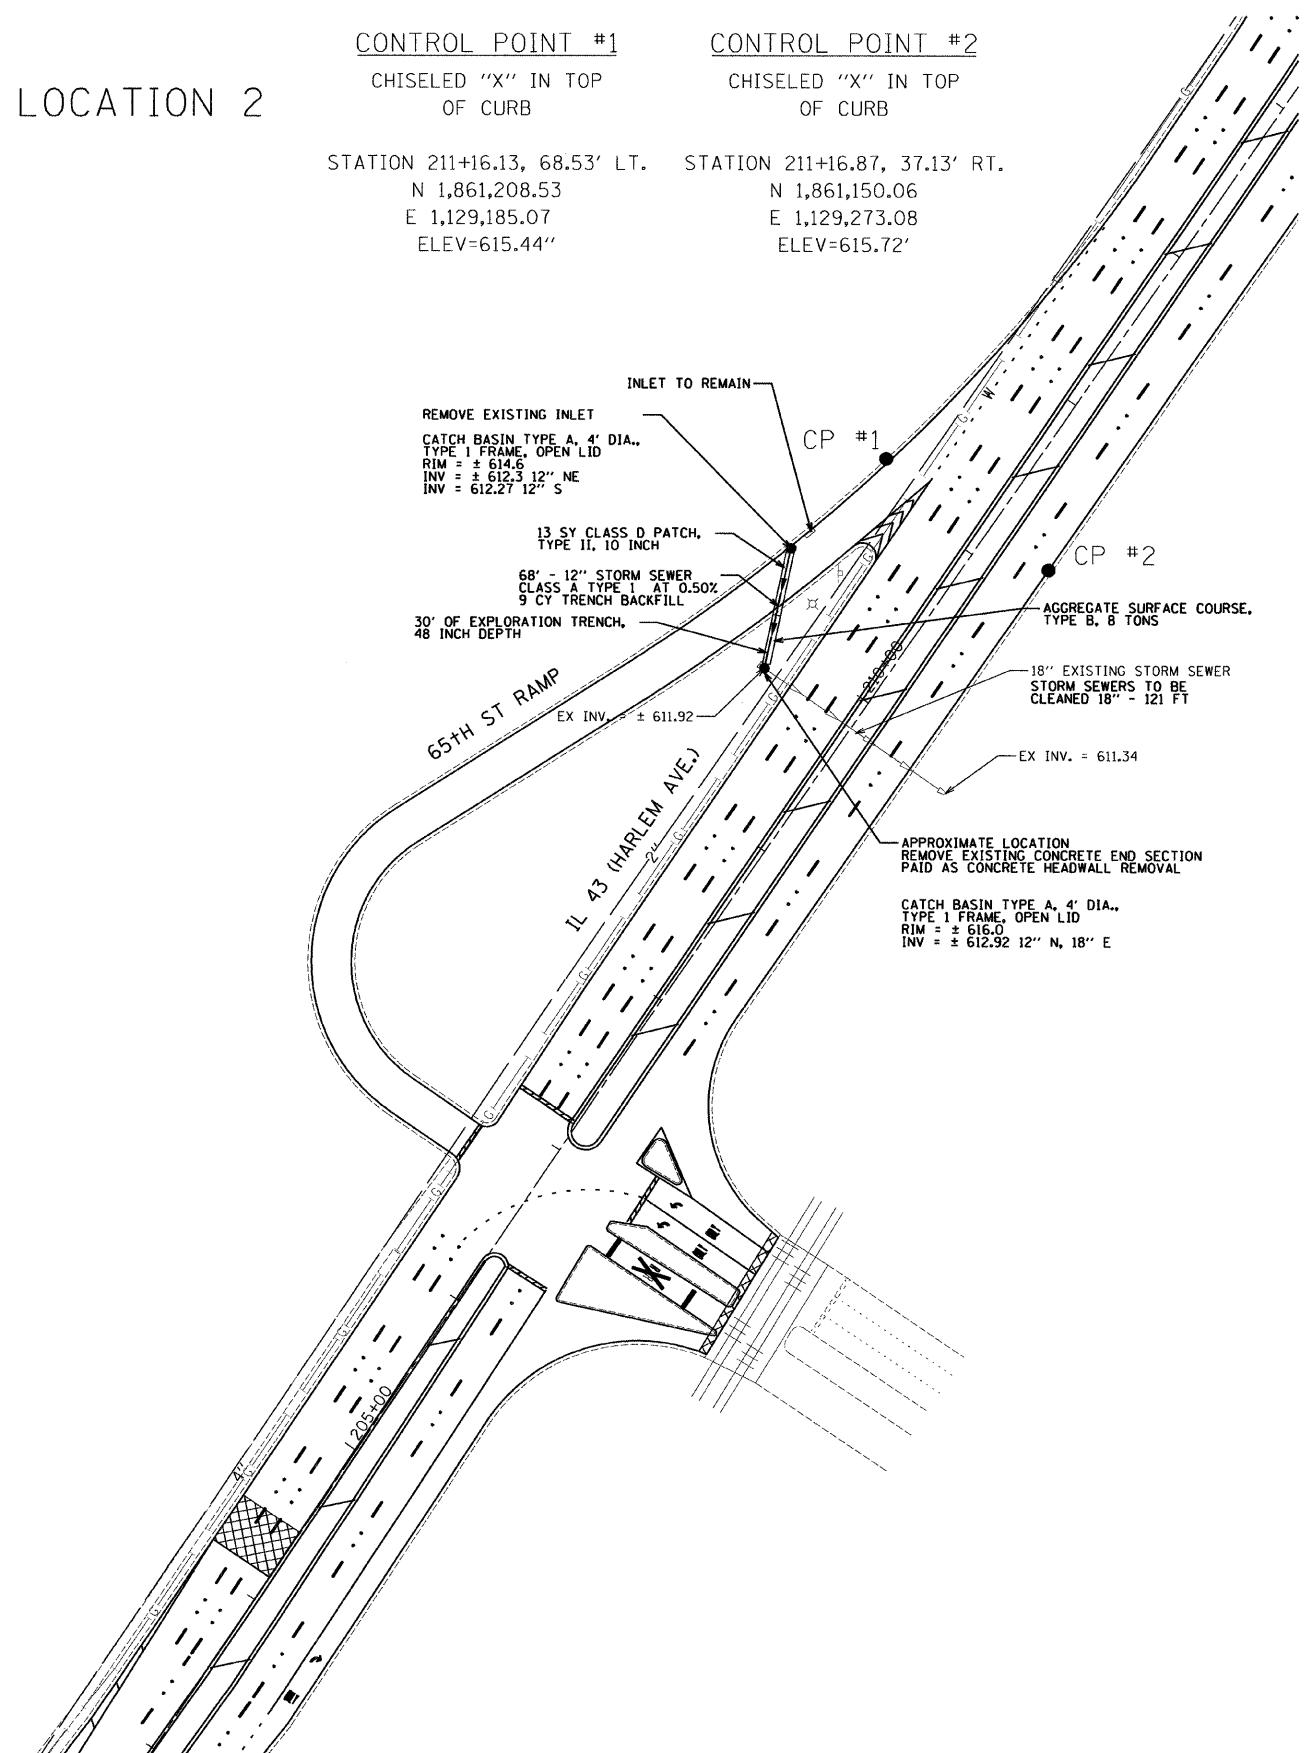 LOCATION 2
CONTROL POINT #1
CHISELED "X" IN TOP
OF CURB
STATION 211+16.13, 68.53' LT.
N 1,861,208.53
E 1,129,185.07
ELEV=615.44"
CONTROL POINT #2
CHISELED "X" IN TOP
OF CURB
STATION 211+16.87, 37.13' RT.
N 1,861,150.06
E 1,129,273.08
ELEV=615.72'
G
INLET TO REMAIN
REMOVE EXISTING INLET
CATCH BASIN TYPE A, 4' DIA.,
TYPE 1 FRAME, OPEN LID
RIM = ± 614.6
INV = ± 612.3 12" NE
INV = 612.27 12" S
W
G
CP #1
13 SY CLASS D PATCH,
TYPE II, 10 INCH
68' - 12" STORM SEWER
CLASS A TYPE 1 AT 0.50%
9 CY TRENCH BACKFILL
30' OF EXPLORATION TRENCH,
48 INCH DEPTH
CP #2
AGGREGATE SURFACE COURSE,
TYPE B, 8 TONS
P
G
18" EXISTING STORM SEWER
STORM SEWERS TO BE
CLEANED 18" - 121 FT
65TH ST RAMP
EX INV. = ± 611.92
G
EX INV. = 611.34
IL 43 (HARLEM AVE.)
2"
G
APPROXIMATE LOCATION
REMOVE EXISTING CONCRETE END SECTION
PAID AS CONCRETE HEADWALL REMOVAL
CATCH BASIN TYPE A, 4' DIA.,
TYPE 1 FRAME, OPEN LID
RIM = ± 616.0
INV = ± 612.92 12" N, 18" E
G
G
G
G
205+00
4"
G
G